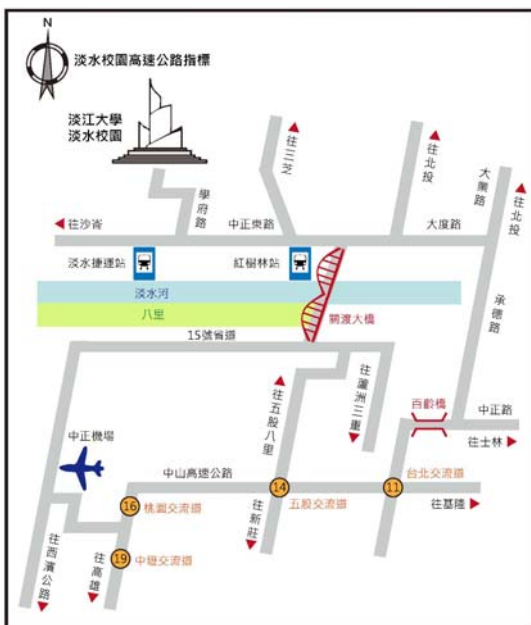 N
淡水校園高速公路指標
淡江大學
淡水校園
往三芝
往北投
大業路
往北投
學府路
往沙崙
中正東路
大度路
淡水捷運站
紅樹林站
淡水河
八里
關渡大橋
承德路
15號省道
往五股八里
往蘆洲三重
百齡橋
中正路
往士林
中正機場
中山高速公路
台北交流道
11
14
16
桃園交流道
往新莊
五股交流道
往基隆
19
中壢交流道
往西濱公路
往高雄